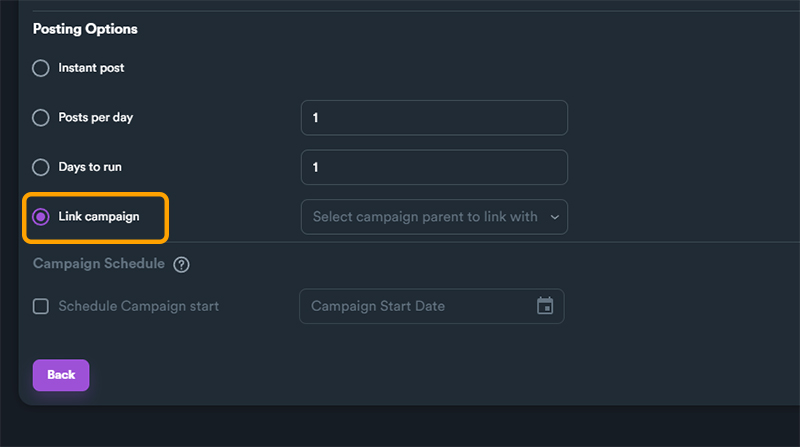 Posting Options
Instant post
Posts per day 1
Days to run 1
Link campaign Select campaign parent to link with
Campaign Schedule ?
Schedule Campaign start Campaign Start Date
Back